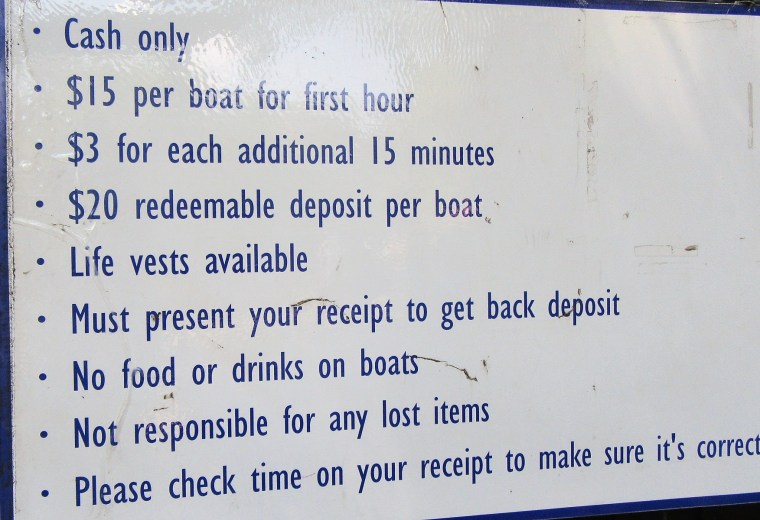 • Cash only
• $15 per boat for first hour
• $3 for each additional 15 minutes
• $20 redeemable deposit per boat
• Life vests available
• Must present your receipt to get back deposit
• No food or drinks on boats
• Not responsible for any lost items
• Please check time on your receipt to make sure it's correct